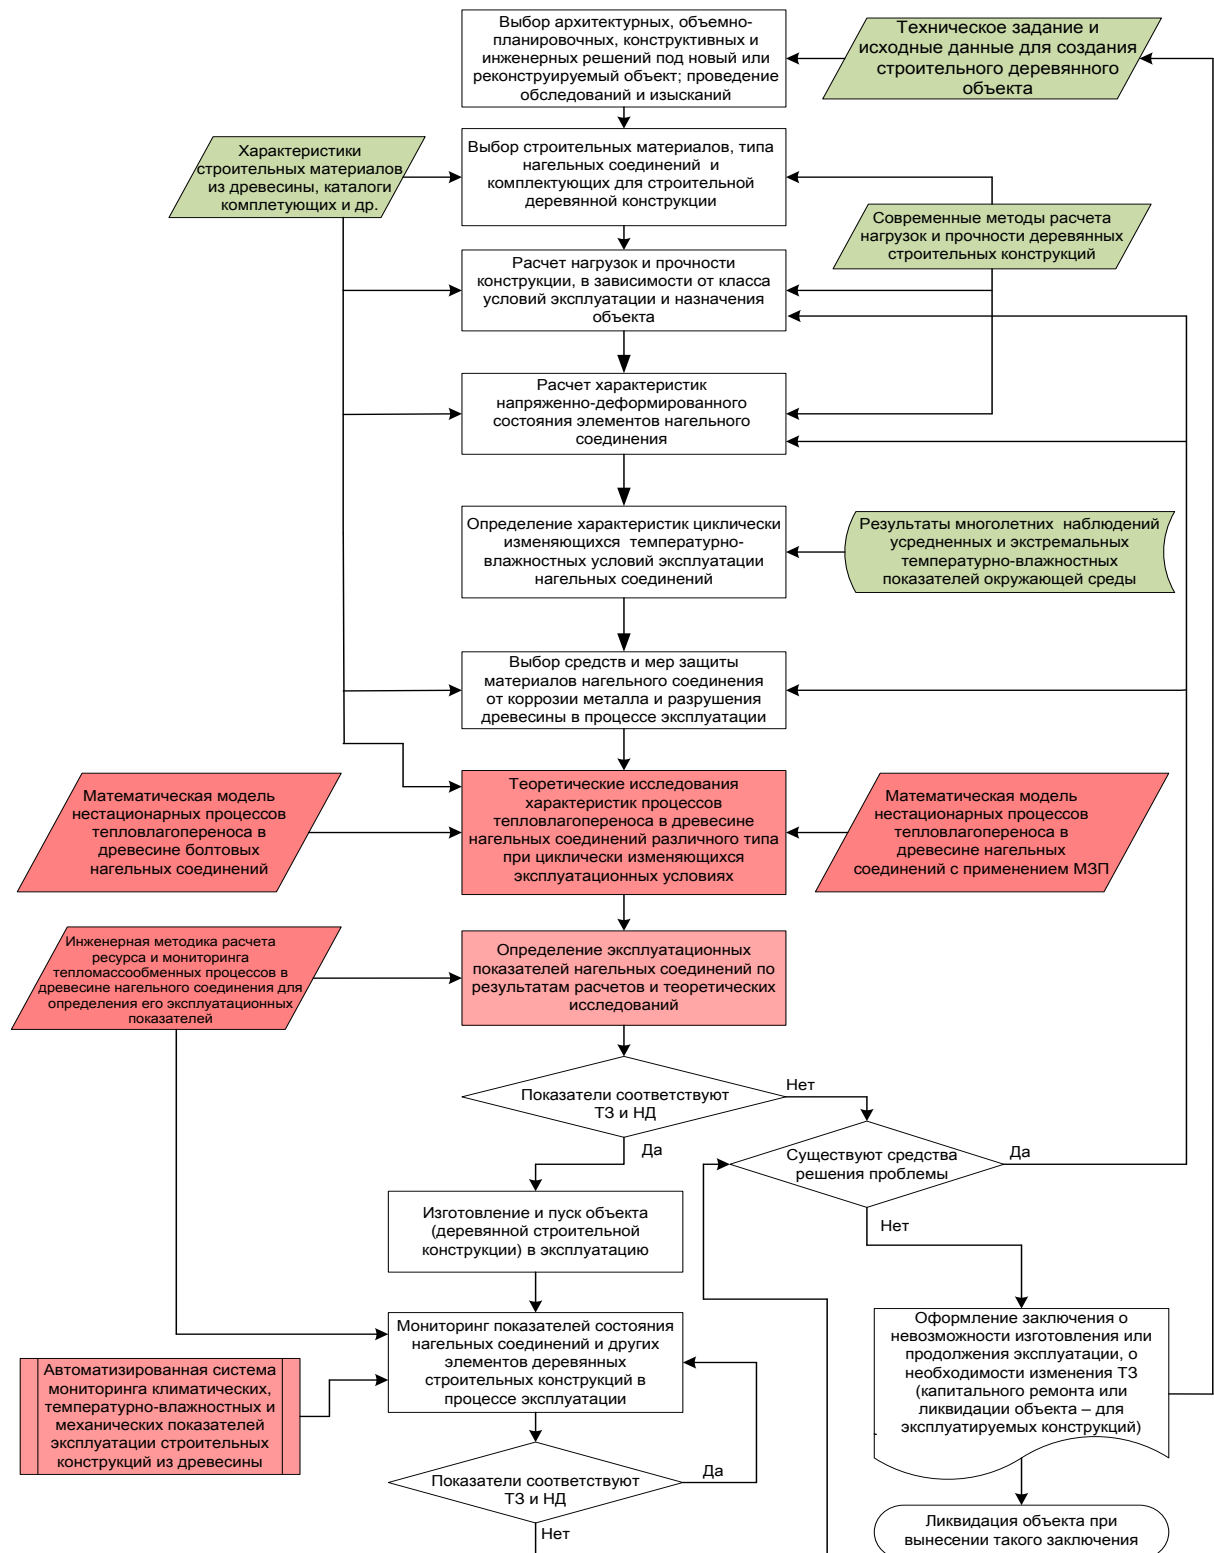 Выбор архитектурных, объемно-
планировочных, конструктивных и
инженерных решений под новый или
реконструируемый объект; проведение
обследований и изысканий
Техническое задание и
исходные данные для создания
строительного деревянного
объекта
Характеристики
строительных материалов
из древесины, каталоги
комплетующих и др.
Выбор строительных материалов, типа
нагельных соединений и
комплектующих для строительной
деревянной конструкции
Современные методы расчета
нагрузок и прочности деревянных
строительных конструкций
Расчет нагрузок и прочности
конструкции, в зависимости от класса
условий эксплуатации и назначения
объекта
Расчет характеристик
напряженно-деформированного
состояния элементов нагельного
соединения
Определение характеристик циклически
изменяющихся температурно-
влажностных условий эксплуатации
нагельных соединений
Результаты многолетних наблюдений
усредненных и экстремальных
температурно-влажностных
показателей окружающей среды
Выбор средств и мер защиты
материалов нагельного соединения
от коррозии металла и разрушения
древесины в процессе эксплуатации
Математическая модель
нестационарных процессов
тепловлагопереноса в
древесине болтовых
нагельных соединений
Теоретические исследования
характеристик процессов
тепловлагопереноса в древесине
нагельных соединений различного типа
при циклически изменяющихся
эксплуатационных условиях
Математическая модель
нестационарных процессов
тепловлагопереноса в
древесине нагельных
соединений с применением МЗП
Инженерная методика расчета
ресурса и мониторинга
тепломассообменных процессов в
древесине нагельного соединения для
определения его эксплуатационных
показателей
Определение эксплуатационных
показателей нагельных соединений по
результатам расчетов и теоретических
исследований
Показатели соответствуют
ТЗ и НД
Нет
Да
Существуют средства
решения проблемы
Да
Нет
Изготовление и пуск объекта
(деревянной строительной
конструкции) в эксплуатацию
Мониторинг показателей состояния
нагельных соединений и других
элементов деревянных
строительных конструкций в
процессе эксплуатации
Оформление заключения о
невозможности изготовления или
продолжения эксплуатации, о
необходимости изменения ТЗ
(капитального ремонта или
ликвидации объекта – для
эксплуатируемых конструкций)
Автоматизированная система
мониторинга климатических,
температурно-влажностных и
механических показателей
эксплуатации строительных
конструкций из древесины
Показатели соответствуют
ТЗ и НД
Да
Нет
Ликвидация объекта при
вынесении такого заключения